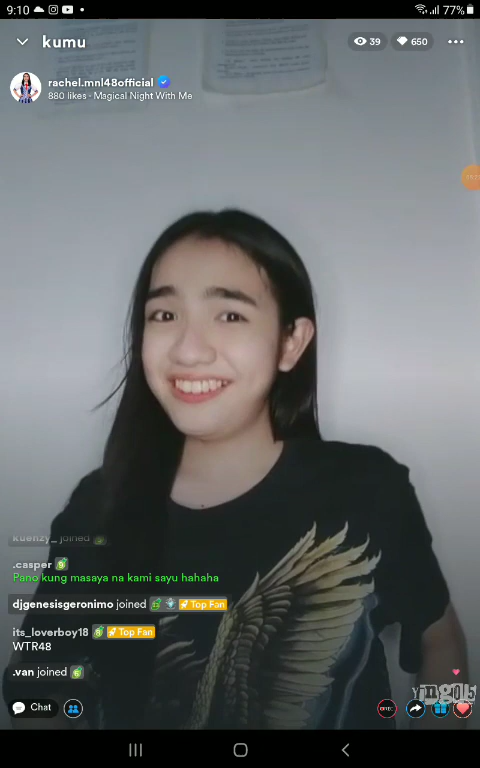 9:10
77%
kumu
39
650
rachel.mnl48official
880 likes · Magical Night With Me
kuenzy_ joined
.casper
Pano kung masaya na kami sayu hahaha
djgenesisgeronimo joined Top Fan
its_loverboy18 Top Fan
WTR48
.van joined 6
Chat